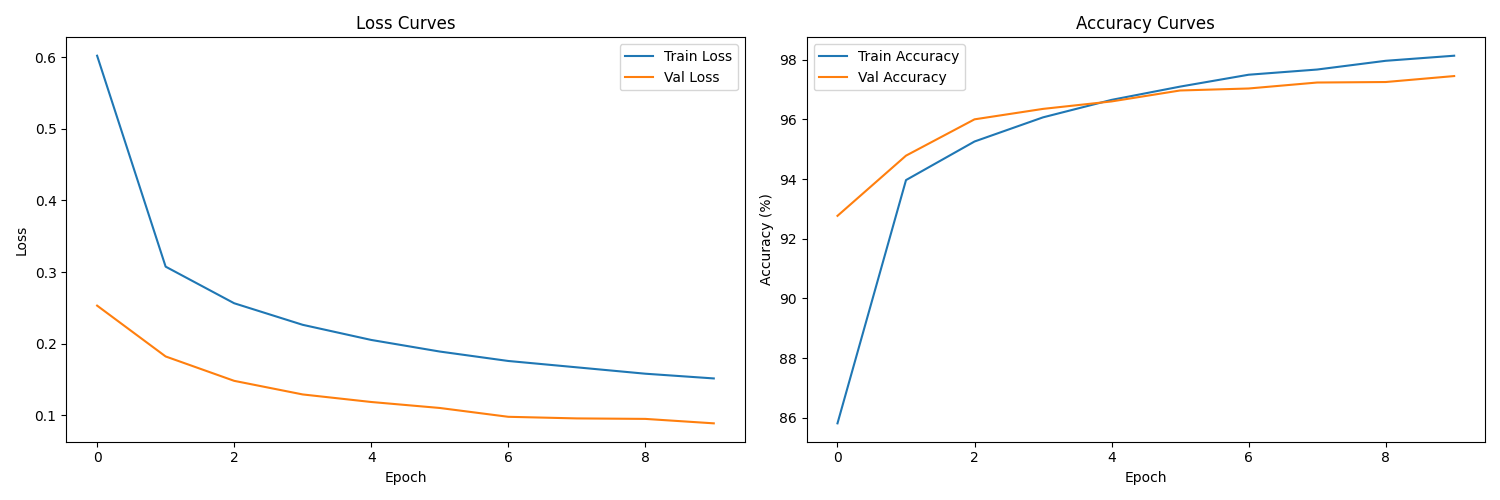 Loss Curves
Train Loss
Val Loss
0.6
0.5
0.4
0.3
0.2
0.1
Loss
0 2 4 6 8
Epoch
Accuracy Curves
Train Accuracy
Val Accuracy
98
96
94
92
90
88
86
Accuracy (%)
0 2 4 6 8
Epoch